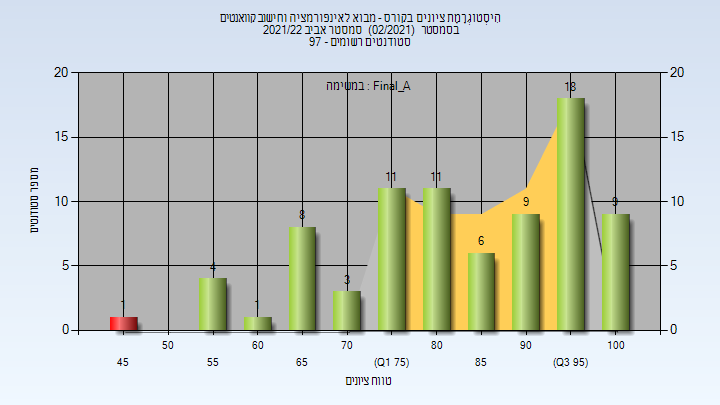 היסטוגרמת ציונים בקורס - מבוא לאינפורמציה וחישוב קוואנטים
בסמסטר (02/2021) סמסטר אביב 2021/22
סטודנטים רשומים - 97
במשימה : Final_A
20 20
15 15
10 10
5 5
0 0
מספר סטודנטים
1 4 1 8 3 11 11 6 9 18 9
50 60 70 80 90 100
45 55 65 (Q1 75) 85 (Q3 95)
טווח ציונים